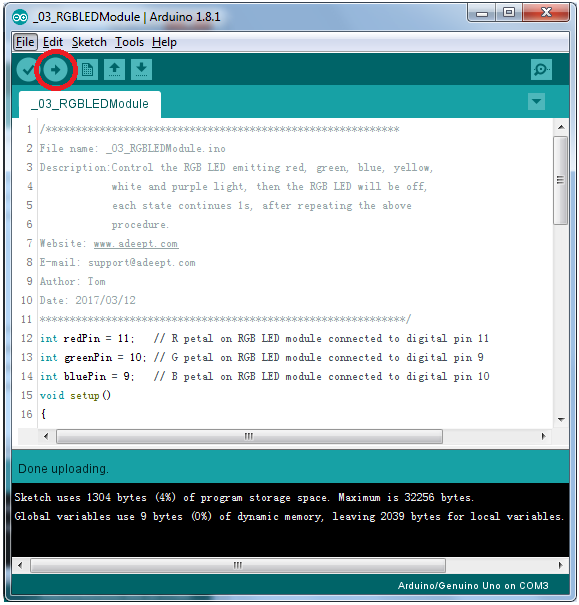 _03_RGBLEDModule | Arduino 1.8.1
File Edit Sketch Tools Help
_03_RGBLEDModule
1 /***********************************************************
2 File name: _03_RGBLEDModule.ino
3 Description:Control the RGB LED emitting red, green, blue, yellow,
4 white and purple light, then the RGB LED will be off,
5 each state continues 1s, after repeating the above
6 procedure.
7 Website: www.adeept.com
8 E-mail: support@adeept.com
9 Author: Tom
10 Date: 2017/03/12
11 *************************************************************/
12 int redPin = 11;   // R petal on RGB LED module connected to digital pin 11
13 int greenPin = 10; // G petal on RGB LED module connected to digital pin 9
14 int bluePin = 9;   // B petal on RGB LED module connected to digital pin 10
15 void setup()
16 {
Done uploading.
Sketch uses 1304 bytes (4%) of program storage space. Maximum is 32256 bytes.
Global variables use 9 bytes (0%) of dynamic memory, leaving 2039 bytes for local variables.
Arduino/Genuino Uno on COM3